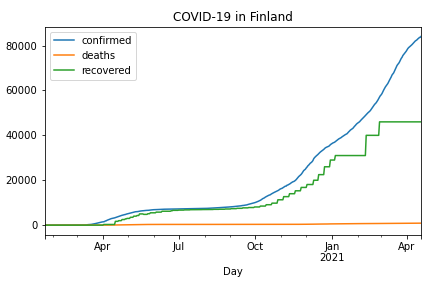 COVID-19 in Finland
confirmed
deaths
recovered
80000
60000
40000
20000
0
Apr Jul Oct Jan Apr
2021
Day